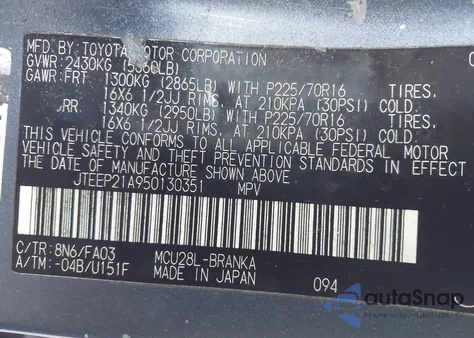 MFD. BY: TOYOTA MOTOR CORPORATION
GVWR: 2430KG (5360LB)
GAWR: FRT 1300KG (2865LB) WITH P225/70R16 TIRES,
16X6 1/2JJ RIMS, AT 210KPA (30PSI) COLD.
RR 1340KG (2950LB) WITH P225/70R16 TIRES,
16X6 1/2JJ RIMS, AT 210KPA (30PSI) COLD.
THIS VEHICLE CONFORMS TO ALL APPLICABLE FEDERAL MOTOR
VEHICLE SAFETY AND THEFT PREVENTION STANDARDS IN EFFECT
ON THE DATE OF MANUFACTURE SHOWN ABOVE.
JTEEP21A950130351 MPV
C/TR: 8N6/FA03 MCU28L-BRANKA
A/TM: -04B/U151F MADE IN JAPAN 094
autoSnap